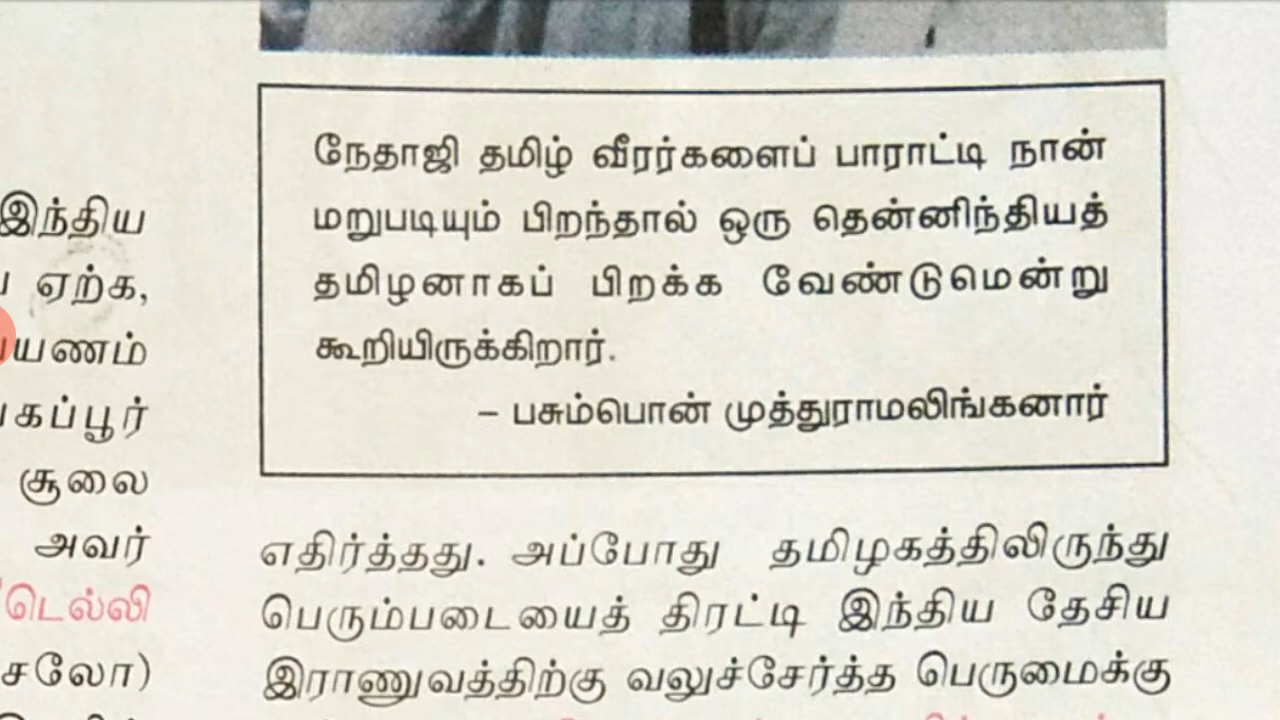 இந்திய
ஏற்க,
யணம்
கப்பூர்
சூலை
அவர்
டெல்லி
சலோ)
நேதாஜி தமிழ் வீரர்களைப் பாராட்டி நான்
மறுபடியும் பிறந்தால் ஒரு தென்னிந்தியத்
தமிழனாகப் பிறக்க வேண்டுமென்று
கூறியிருக்கிறார்.
– பசும்பொன் முத்துராமலிங்கனார்
எதிர்த்தது. அப்போது தமிழகத்திலிருந்து
பெரும்படையைத் திரட்டி இந்திய தேசிய
இராணுவத்திற்கு வலுச்சேர்த்த பெருமைக்கு